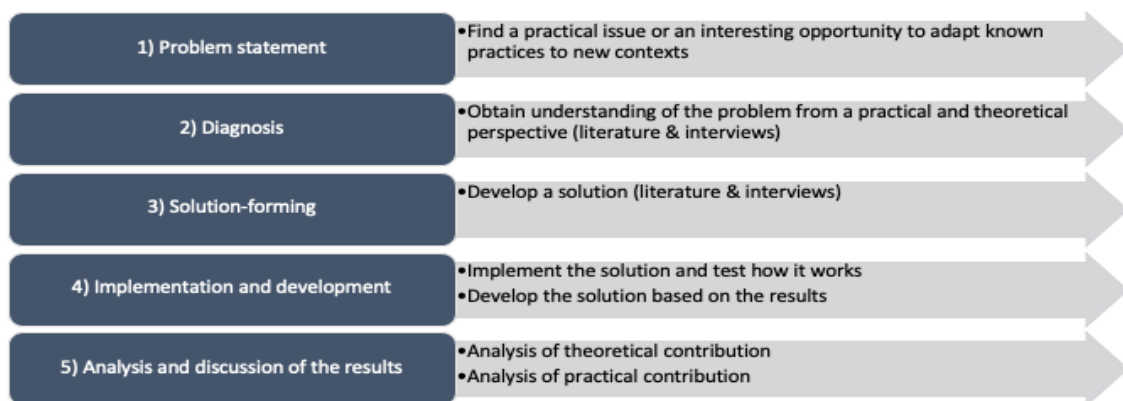 1) Problem statement
•Find a practical issue or an interesting opportunity to adapt known
practices to new contexts
2) Diagnosis
•Obtain understanding of the problem from a practical and theoretical
perspective (literature & interviews)
3) Solution-forming
•Develop a solution (literature & interviews)
4) Implementation and development
•Implement the solution and test how it works
•Develop the solution based on the results
5) Analysis and discussion of the results
•Analysis of theoretical contribution
•Analysis of practical contribution